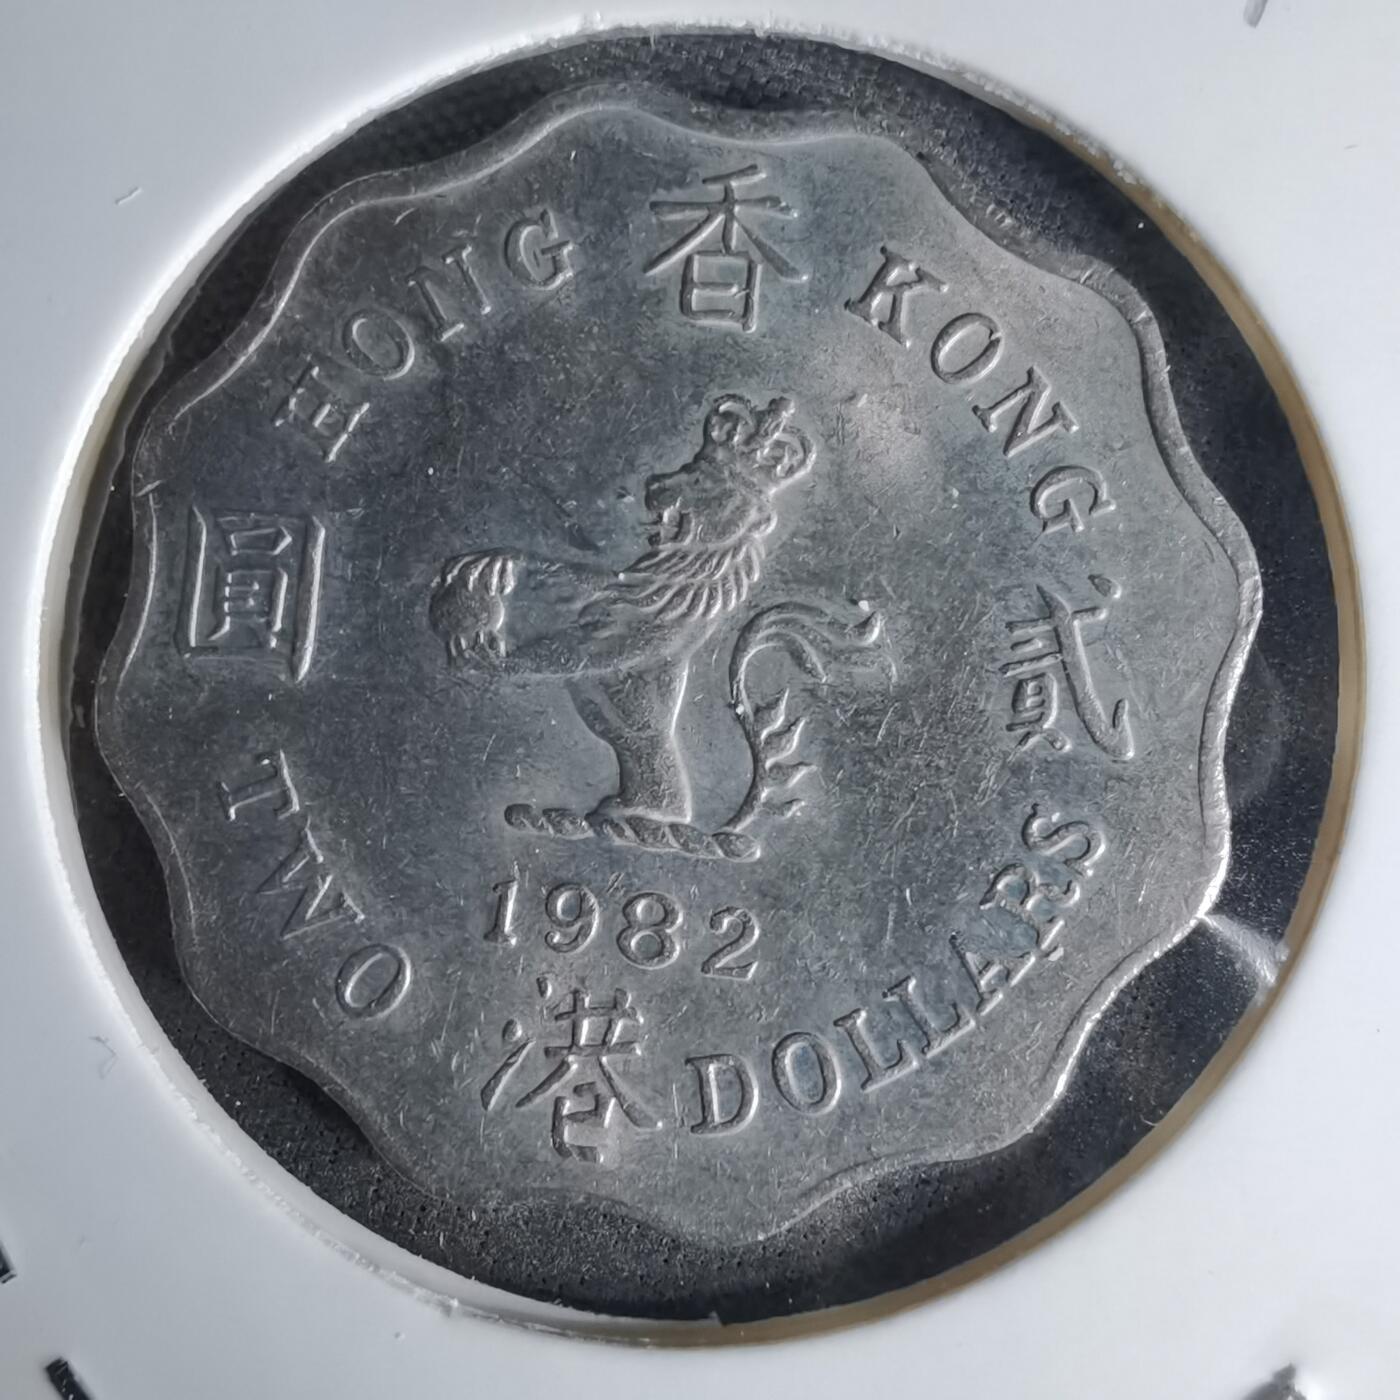 HONG KONG
香港
貳圓
TWO DOLLARS
1982